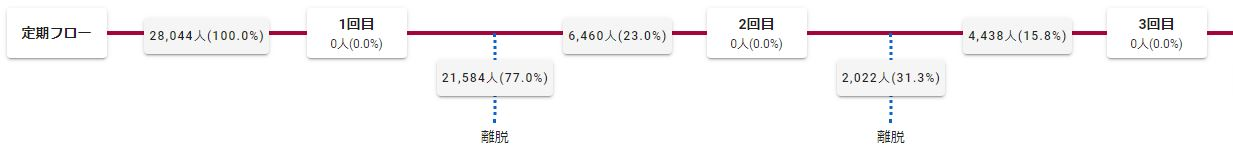 定期フロー
28,044人(100.0%)
1回目
0人(0.0%)
21,584人(77.0%)
離脱
6,460人(23.0%)
2回目
0人(0.0%)
2,022人(31.3%)
離脱
4,438人(15.8%)
3回目
0人(0.0%)